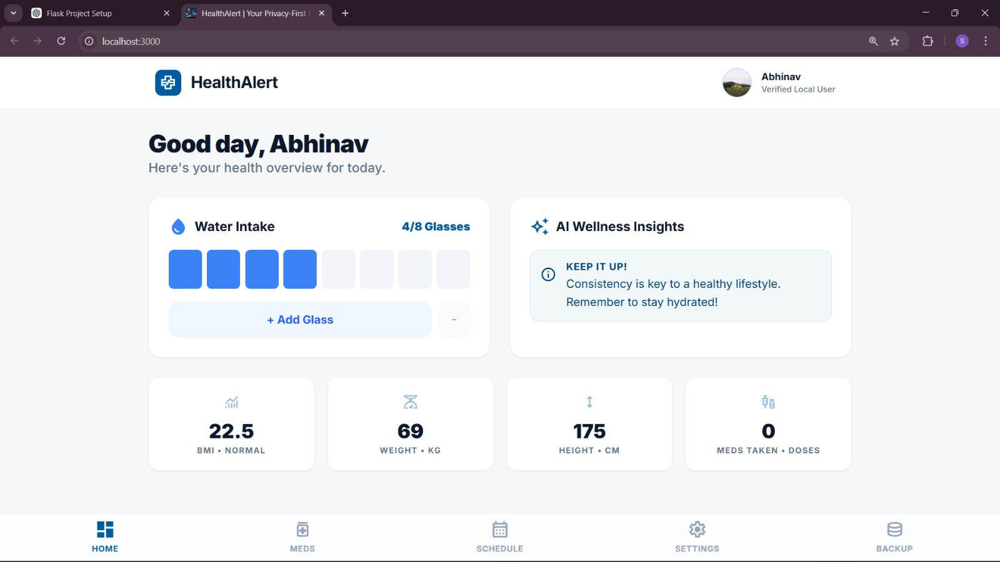 Flask Project Setup
HealthAlert | Your Privacy-First
localhost:3000
S
HealthAlert
Abhinav
Verified Local User
Good day, Abhinav
Here's your health overview for today.
Water Intake
4/8 Glasses
+ Add Glass
-
AI Wellness Insights
KEEP IT UP!
Consistency is key to a healthy lifestyle.
Remember to stay hydrated!
22.5
BMI • NORMAL
69
WEIGHT • KG
175
HEIGHT • CM
0
MEDS TAKEN • DOSES
HOME
MEDS
SCHEDULE
SETTINGS
BACKUP